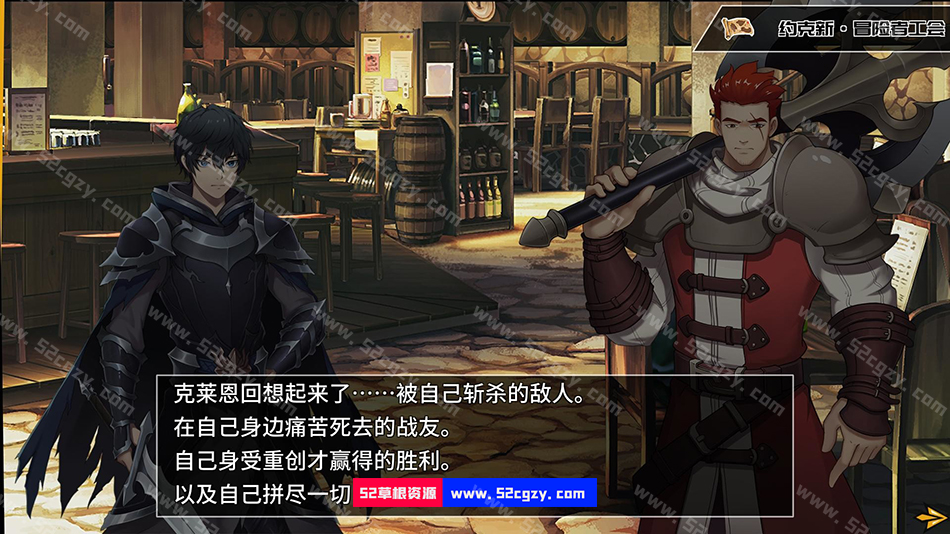 约克新·冒险者工会
克莱恩回想起来了……被自己斩杀的敌人。
在自己身边痛苦死去的战友。
自己身受重创才赢得的胜利。
以及自己拼尽一切
52草根资源 www.52cgzy.com